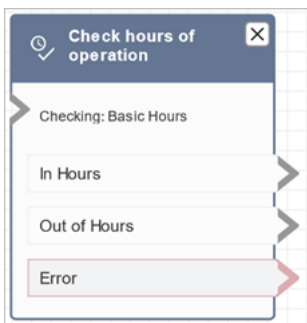 Check hours of
operation
Checking: Basic Hours
In Hours
Out of Hours
Error